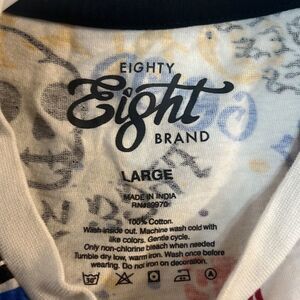 EIGHTY
Eight
BRAND
LARGE
MADE IN INDIA
100% Cotton.
Wash inside out. Machine wash cold with
like colors. Gentle cycle.
Only non-chlorine bleach when needed
Tumble dry low, warm iron. Wash once before
wearing. Do not iron on decoration.